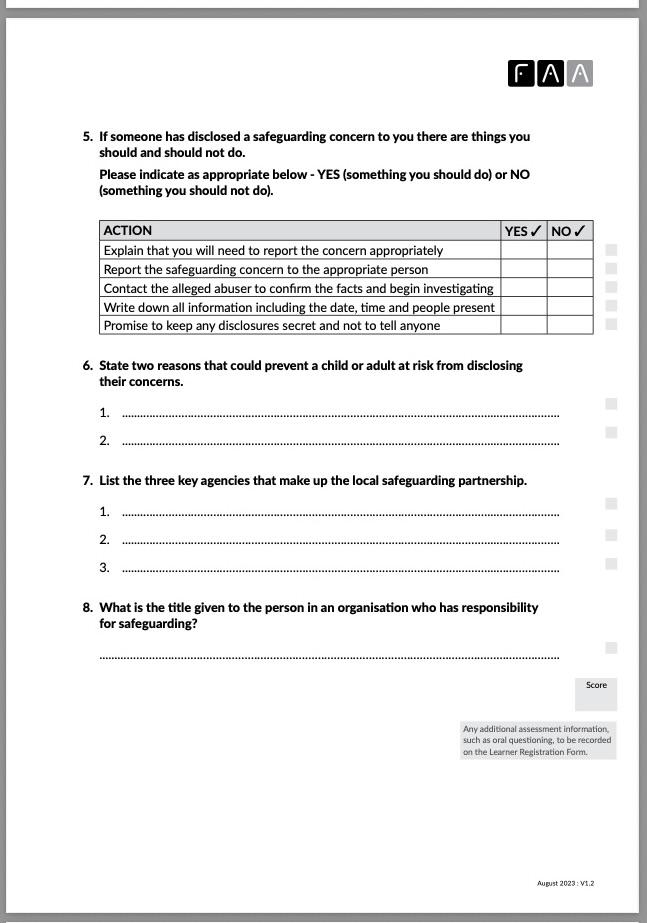 FAA
5. If someone has disclosed a safeguarding concern to you there are things you
should and should not do.
Please indicate as appropriate below - YES (something you should do) or NO
(something you should not do).
ACTION YES ✓ NO ✓
Explain that you will need to report the concern appropriately
Report the safeguarding concern to the appropriate person
Contact the alleged abuser to confirm the facts and begin investigating
Write down all information including the date, time and people present
Promise to keep any disclosures secret and not to tell anyone
6. State two reasons that could prevent a child or adult at risk from disclosing
their concerns.
1. ........................................................................
2. ........................................................................
7. List the three key agencies that make up the local safeguarding partnership.
1. ........................................................................
2. ........................................................................
3. ........................................................................
8. What is the title given to the person in an organisation who has responsibility
for safeguarding?
........................................................................
Score
Any additional assessment information,
such as oral questioning, to be recorded
on the Learner Registration Form.
August 2023 : V1.2